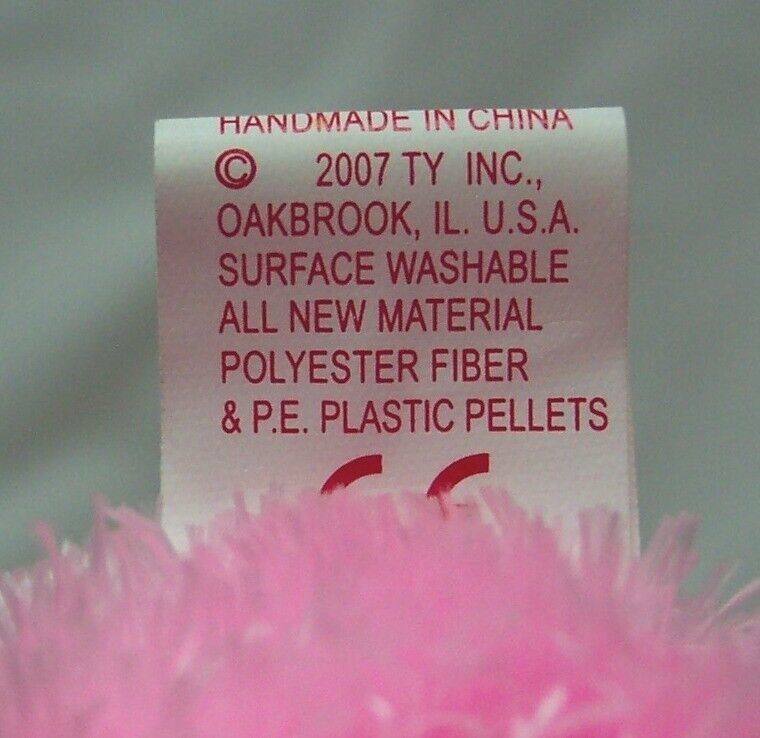 HANDMADE IN CHINA
© 2007 TY INC.,
OAKBROOK, IL. U.S.A.
SURFACE WASHABLE
ALL NEW MATERIAL
POLYESTER FIBER
& P.E. PLASTIC PELLETS